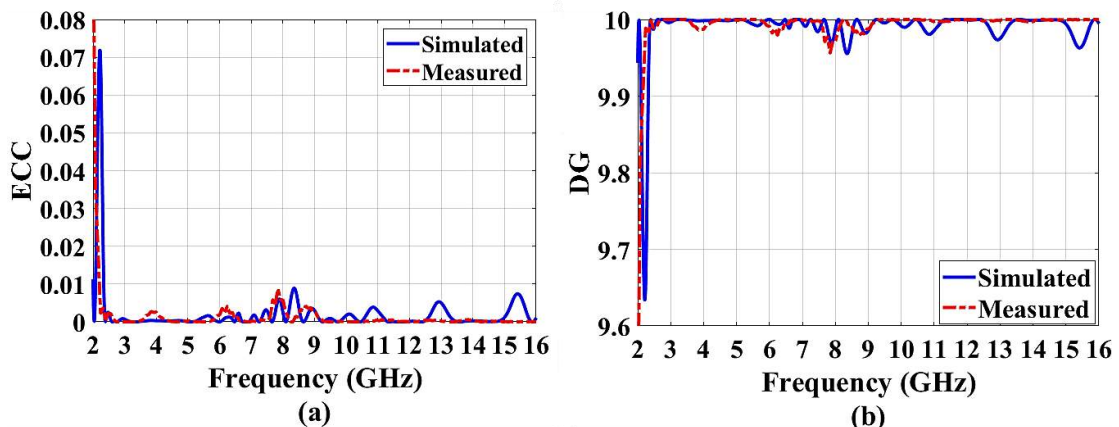 0.08
0.07
0.06
0.05
0.04
0.03
0.02
0.01
0
ECC
Simulated
Measured
2 3 4 5 6 7 8 9 10 11 12 13 14 15 16
Frequency (GHz)
(a)
10
9.9
9.8
9.7
9.6
DG
Simulated
Measured
2 3 4 5 6 7 8 9 10 11 12 13 14 15 16
Frequency (GHz)
(b)